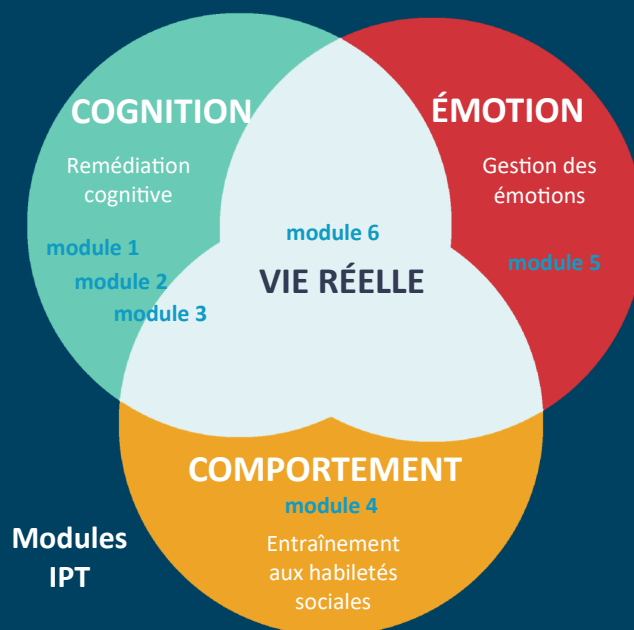 COGNITION
Remédiation
cognitive
module 1
module 2
module 3
ÉMOTION
Gestion des
émotions
module 5
module 6
VIE RÉELLE
COMPORTEMENT
module 4
Entraînement
aux habiletés
sociales
Modules
IPT